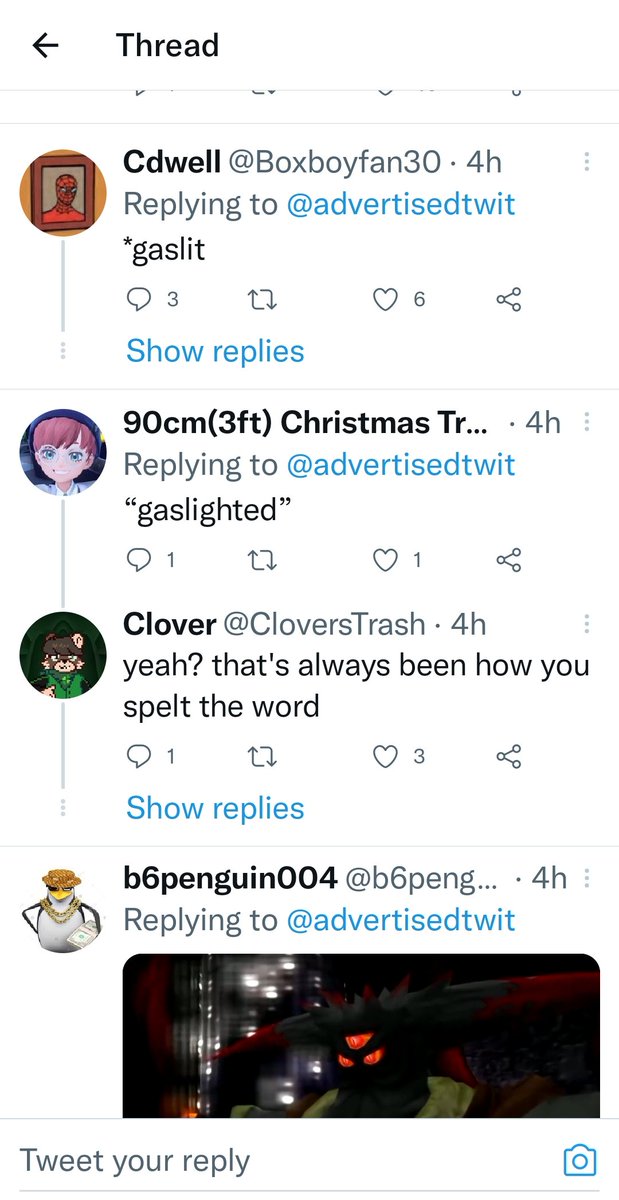 Thread
Cdwell @Boxboyfan30 · 4h
Replying to @advertisedtwit
*gaslit
3 6
Show replies
90cm(3ft) Christmas Tr... · 4h
Replying to @advertisedtwit
“gaslighted”
1 1
Clover @CloversTrash · 4h
yeah? that's always been how you
spelt the word
1 3
Show replies
b6penguin004 @b6peng... · 4h
Replying to @advertisedtwit
Tweet your reply